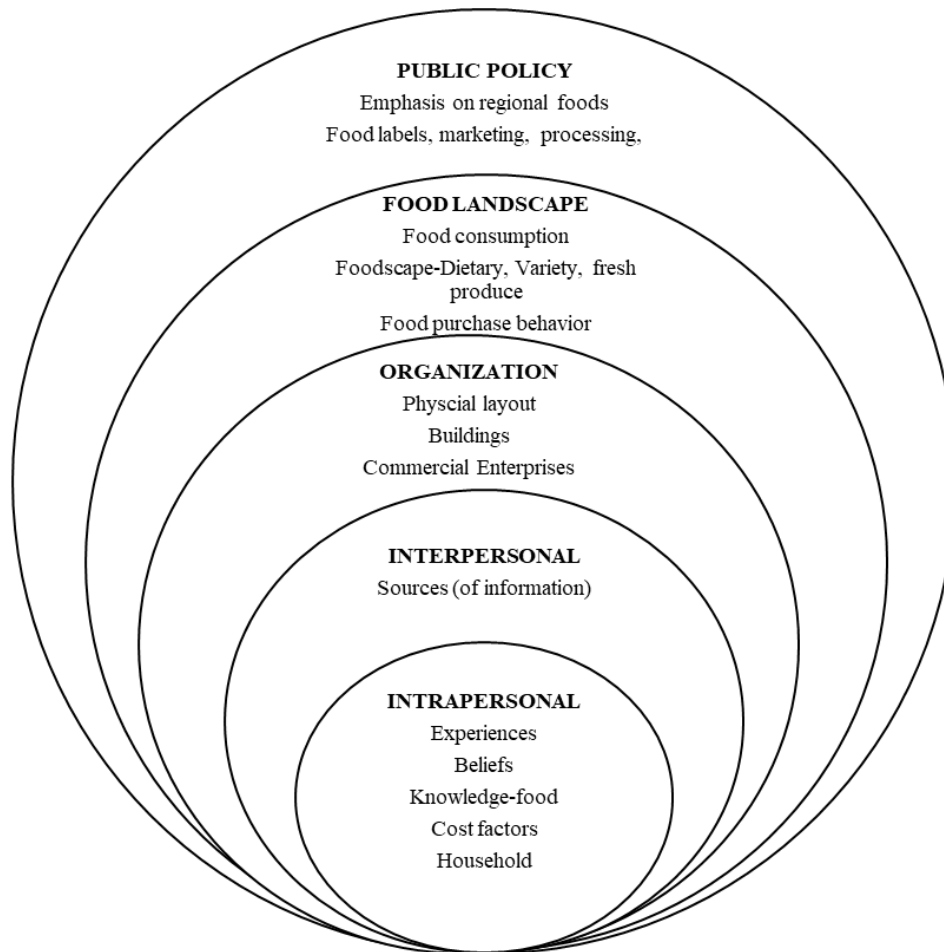 PUBLIC POLICY
Emphasis on regional foods
Food labels, marketing, processing,
FOOD LANDSCAPE
Food consumption
Foodscape-Dietary, Variety, fresh
produce
Food purchase behavior
ORGANIZATION
Physcial layout
Buildings
Commercial Enterprises
INTERPERSONAL
Sources (of information)
INTRAPERSONAL
Experiences
Beliefs
Knowledge-food
Cost factors
Household